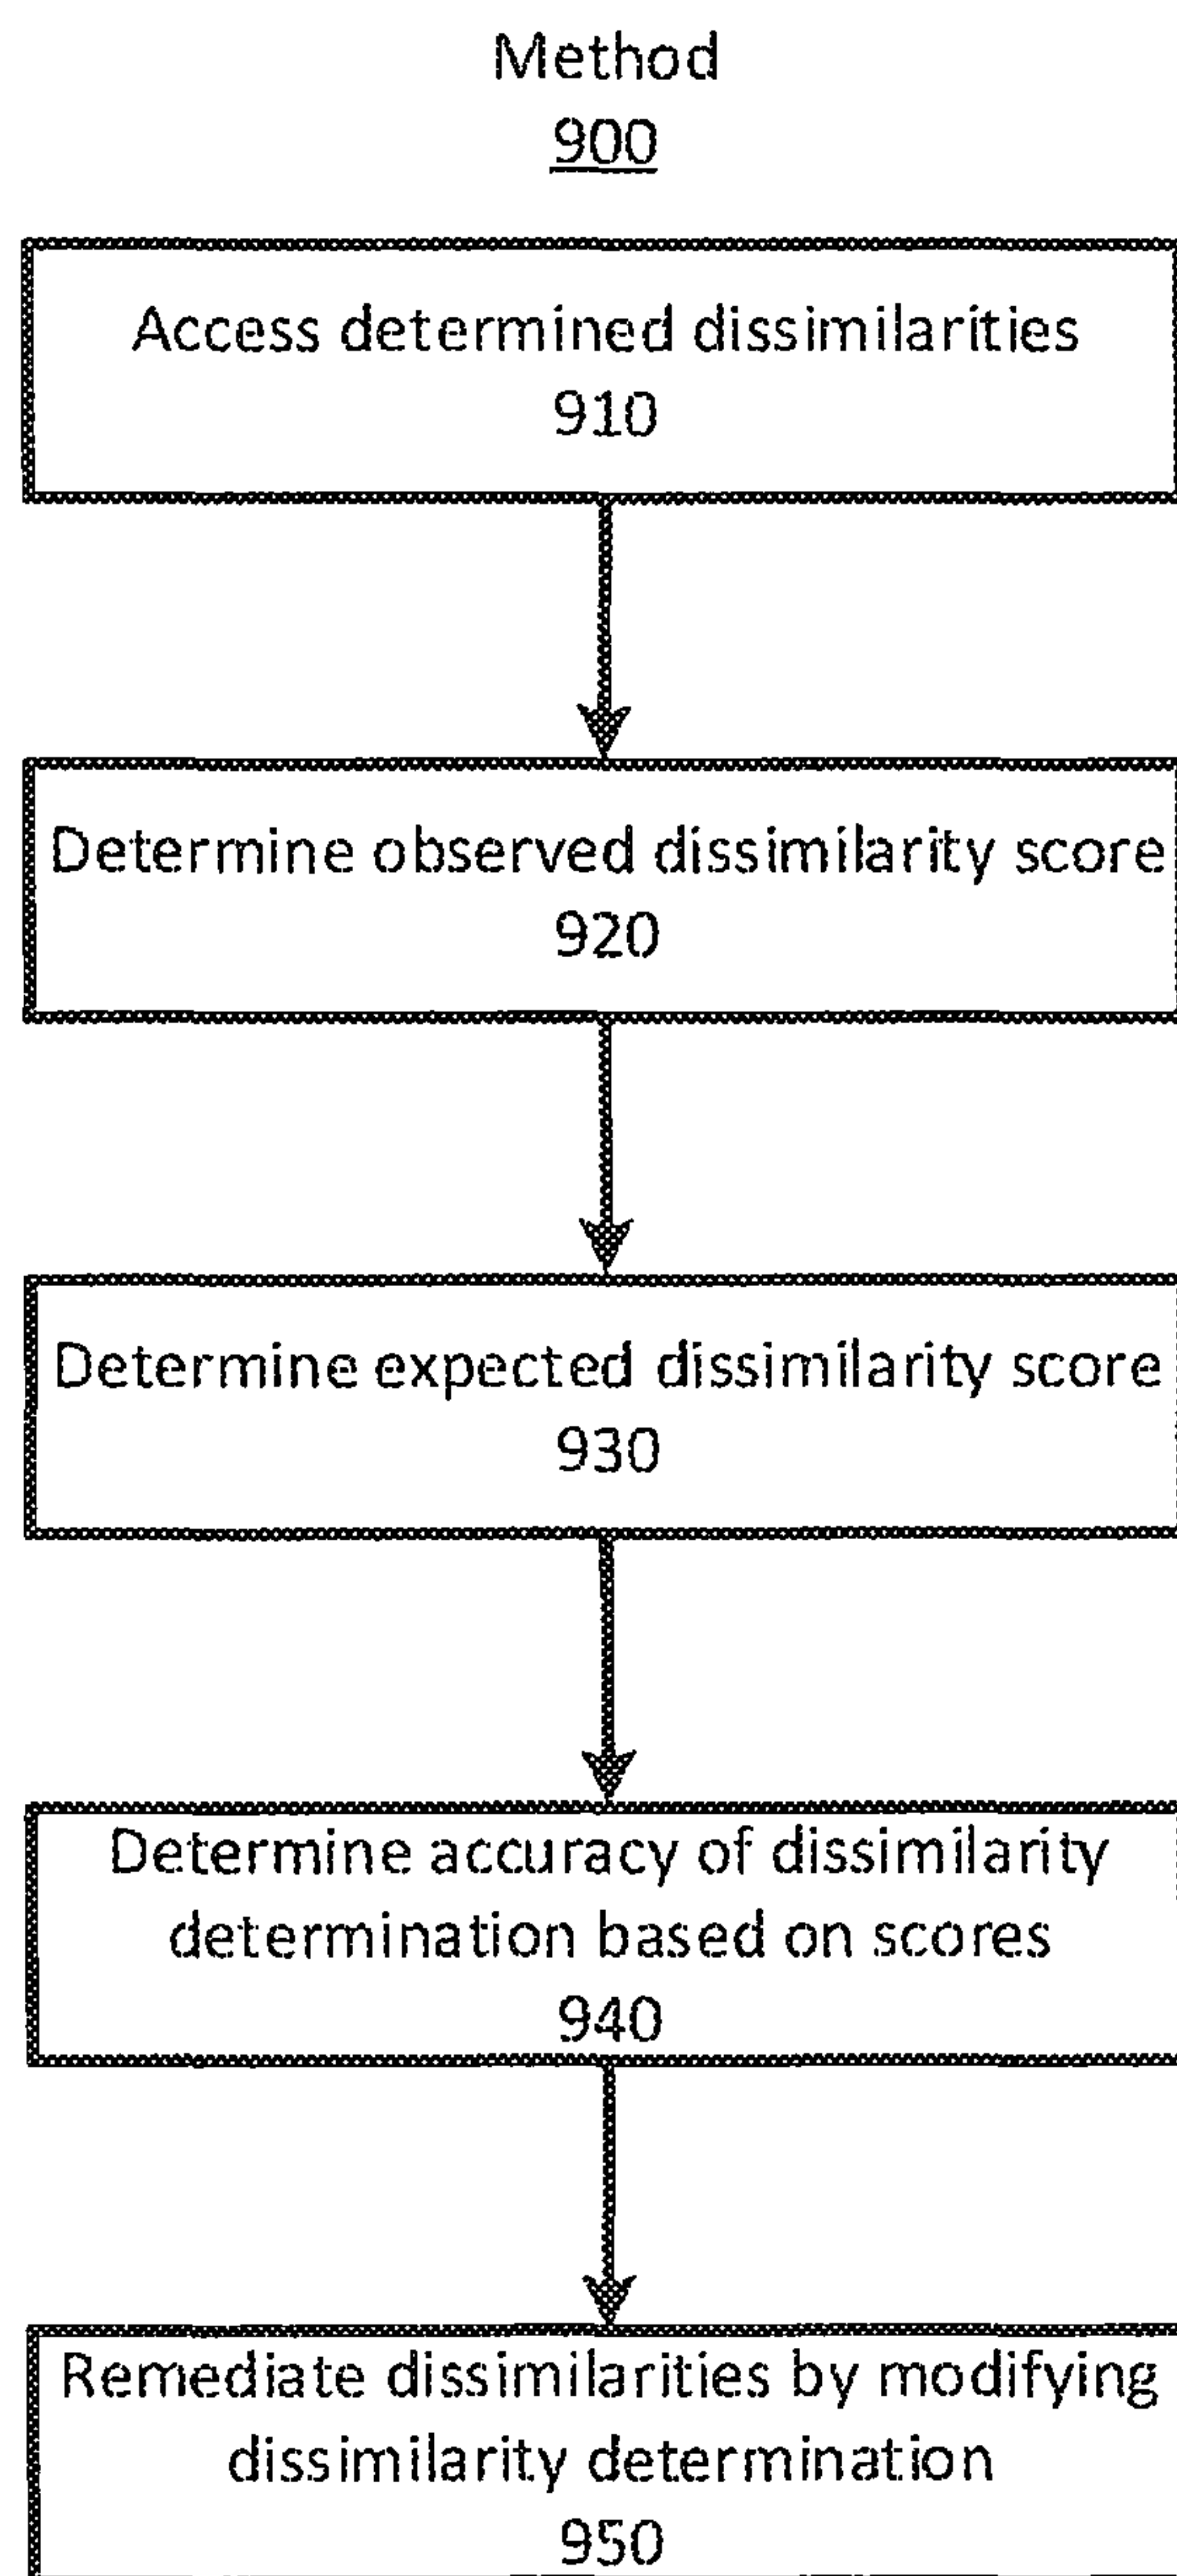 Method
900
Access determined dissimilarities
910
Determine observed dissimilarity score
920
Determine expected dissimilarity score
930
Determine accuracy of dissimilarity
determination based on scores
940
Remediate dissimilarities by modifying
dissimilarity determination
950